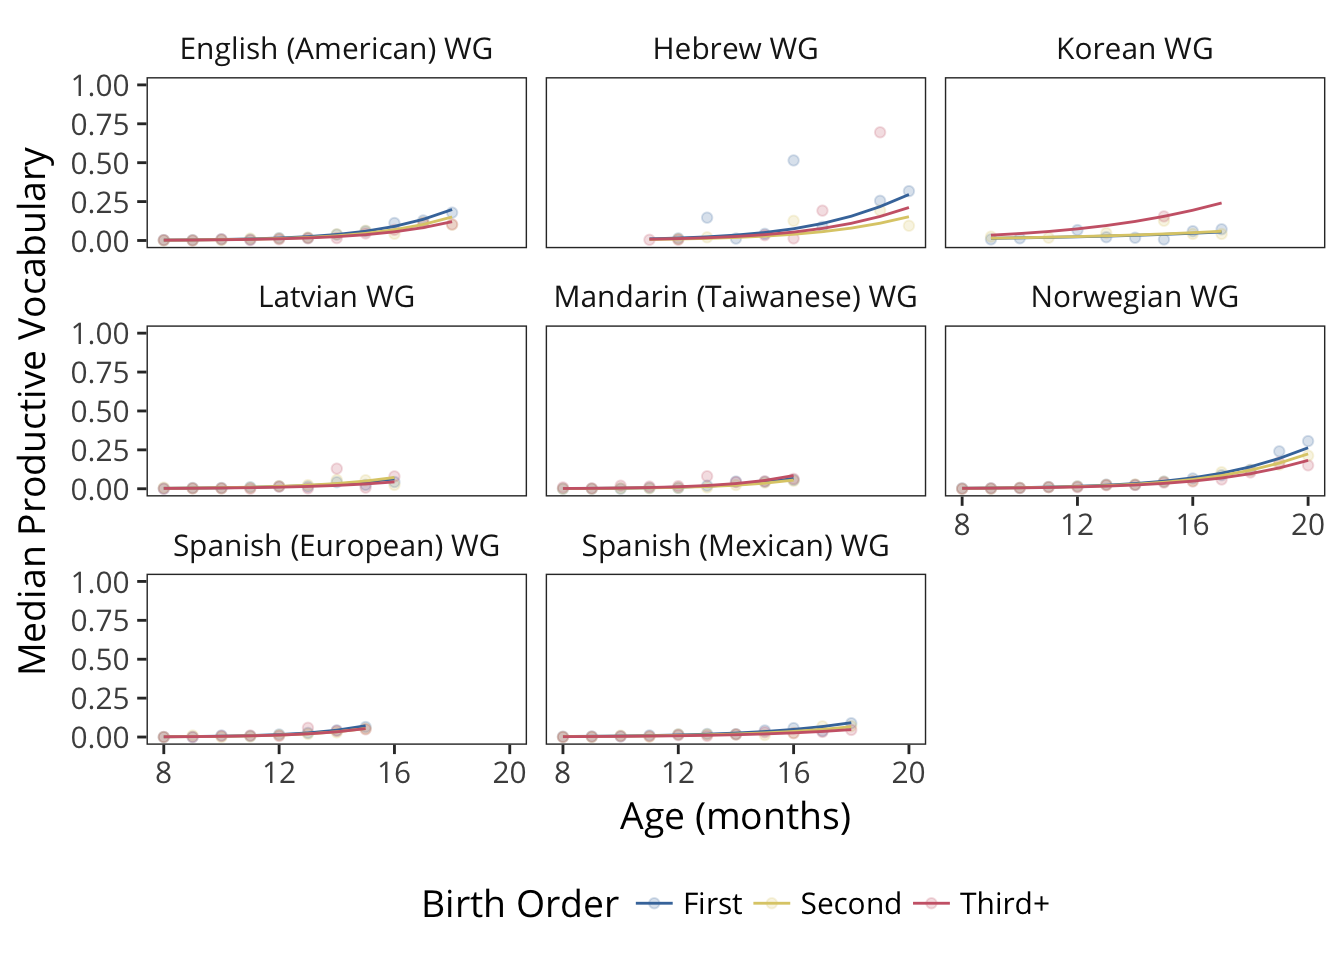 English (American) WG
Hebrew WG
Korean WG
1.00
0.75
0.50
0.25
0.00
Latvian WG
Mandarin (Taiwanese) WG
Norwegian WG
1.00
0.75
0.50
0.25
0.00
8 12 16 20
Spanish (European) WG
Spanish (Mexican) WG
1.00
0.75
0.50
0.25
0.00
8 12 16 20
8 12 16 20
Median Productive Vocabulary
Age (months)
Birth Order First Second Third+